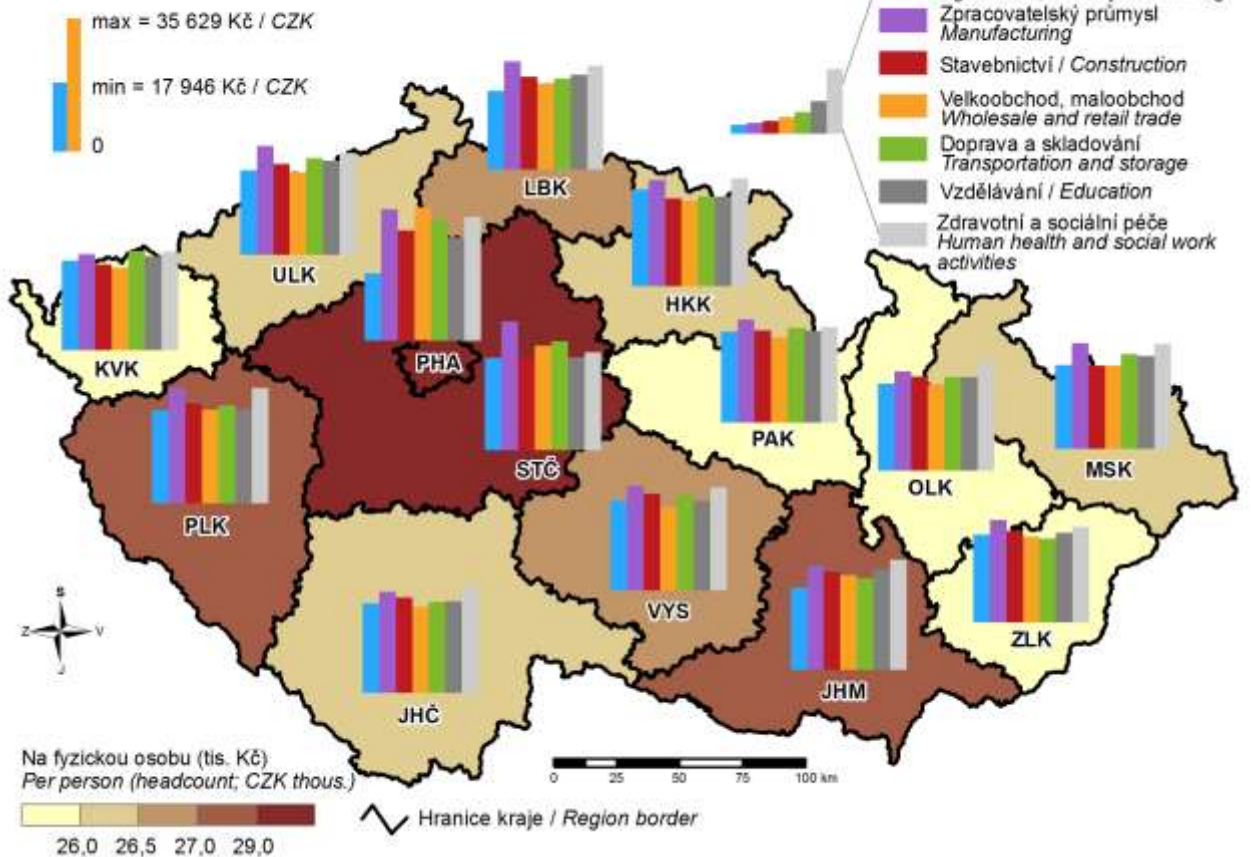 max = 35 629 Kč / CZK
min = 17 946 Kč / CZK
0
Zpracovatelský průmysl
Manufacturing
Stavebnictví / Construction
Velkoobchod, maloobchod
Wholesale and retail trade
Doprava a skladování
Transportation and storage
Vzdělávání / Education
Zdravotní a sociální péče
Human health and social work
activities
LBK
ULK
HKK
KVK
PHA
PAK
STČ
OLK
MSK
PLK
VYS
ZLK
JHČ
JHM
S
Z
V
J
Na fyzickou osobu (tis. Kč)
Per person (headcount; CZK thous.)
26,0 26,5 27,0 29,0
Hranice kraje / Region border
0 25 50 75 100 km